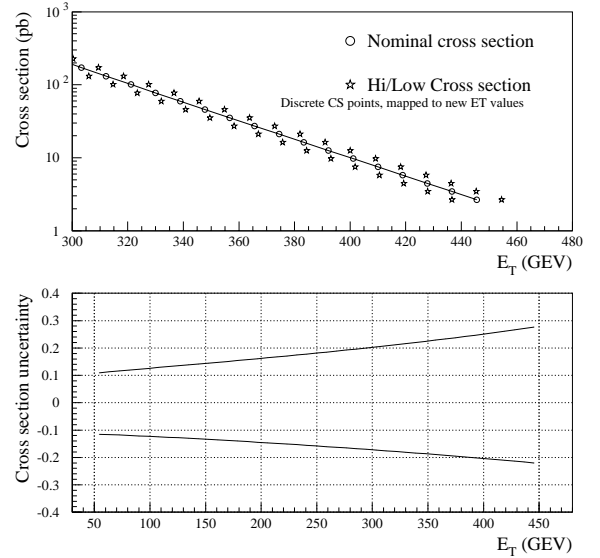 Cross section (pb)
10³
10²
10
1
Nominal cross section
Hi/Low Cross section
Discrete CS points, mapped to new ET values
300 320 340 360 380 400 420 440 460 480
E_T (GEV)
Cross section uncertainty
0.4
0.3
0.2
0.1
0
-0.1
-0.2
-0.3
-0.4
50 100 150 200 250 300 350 400 450
E_T (GEV)